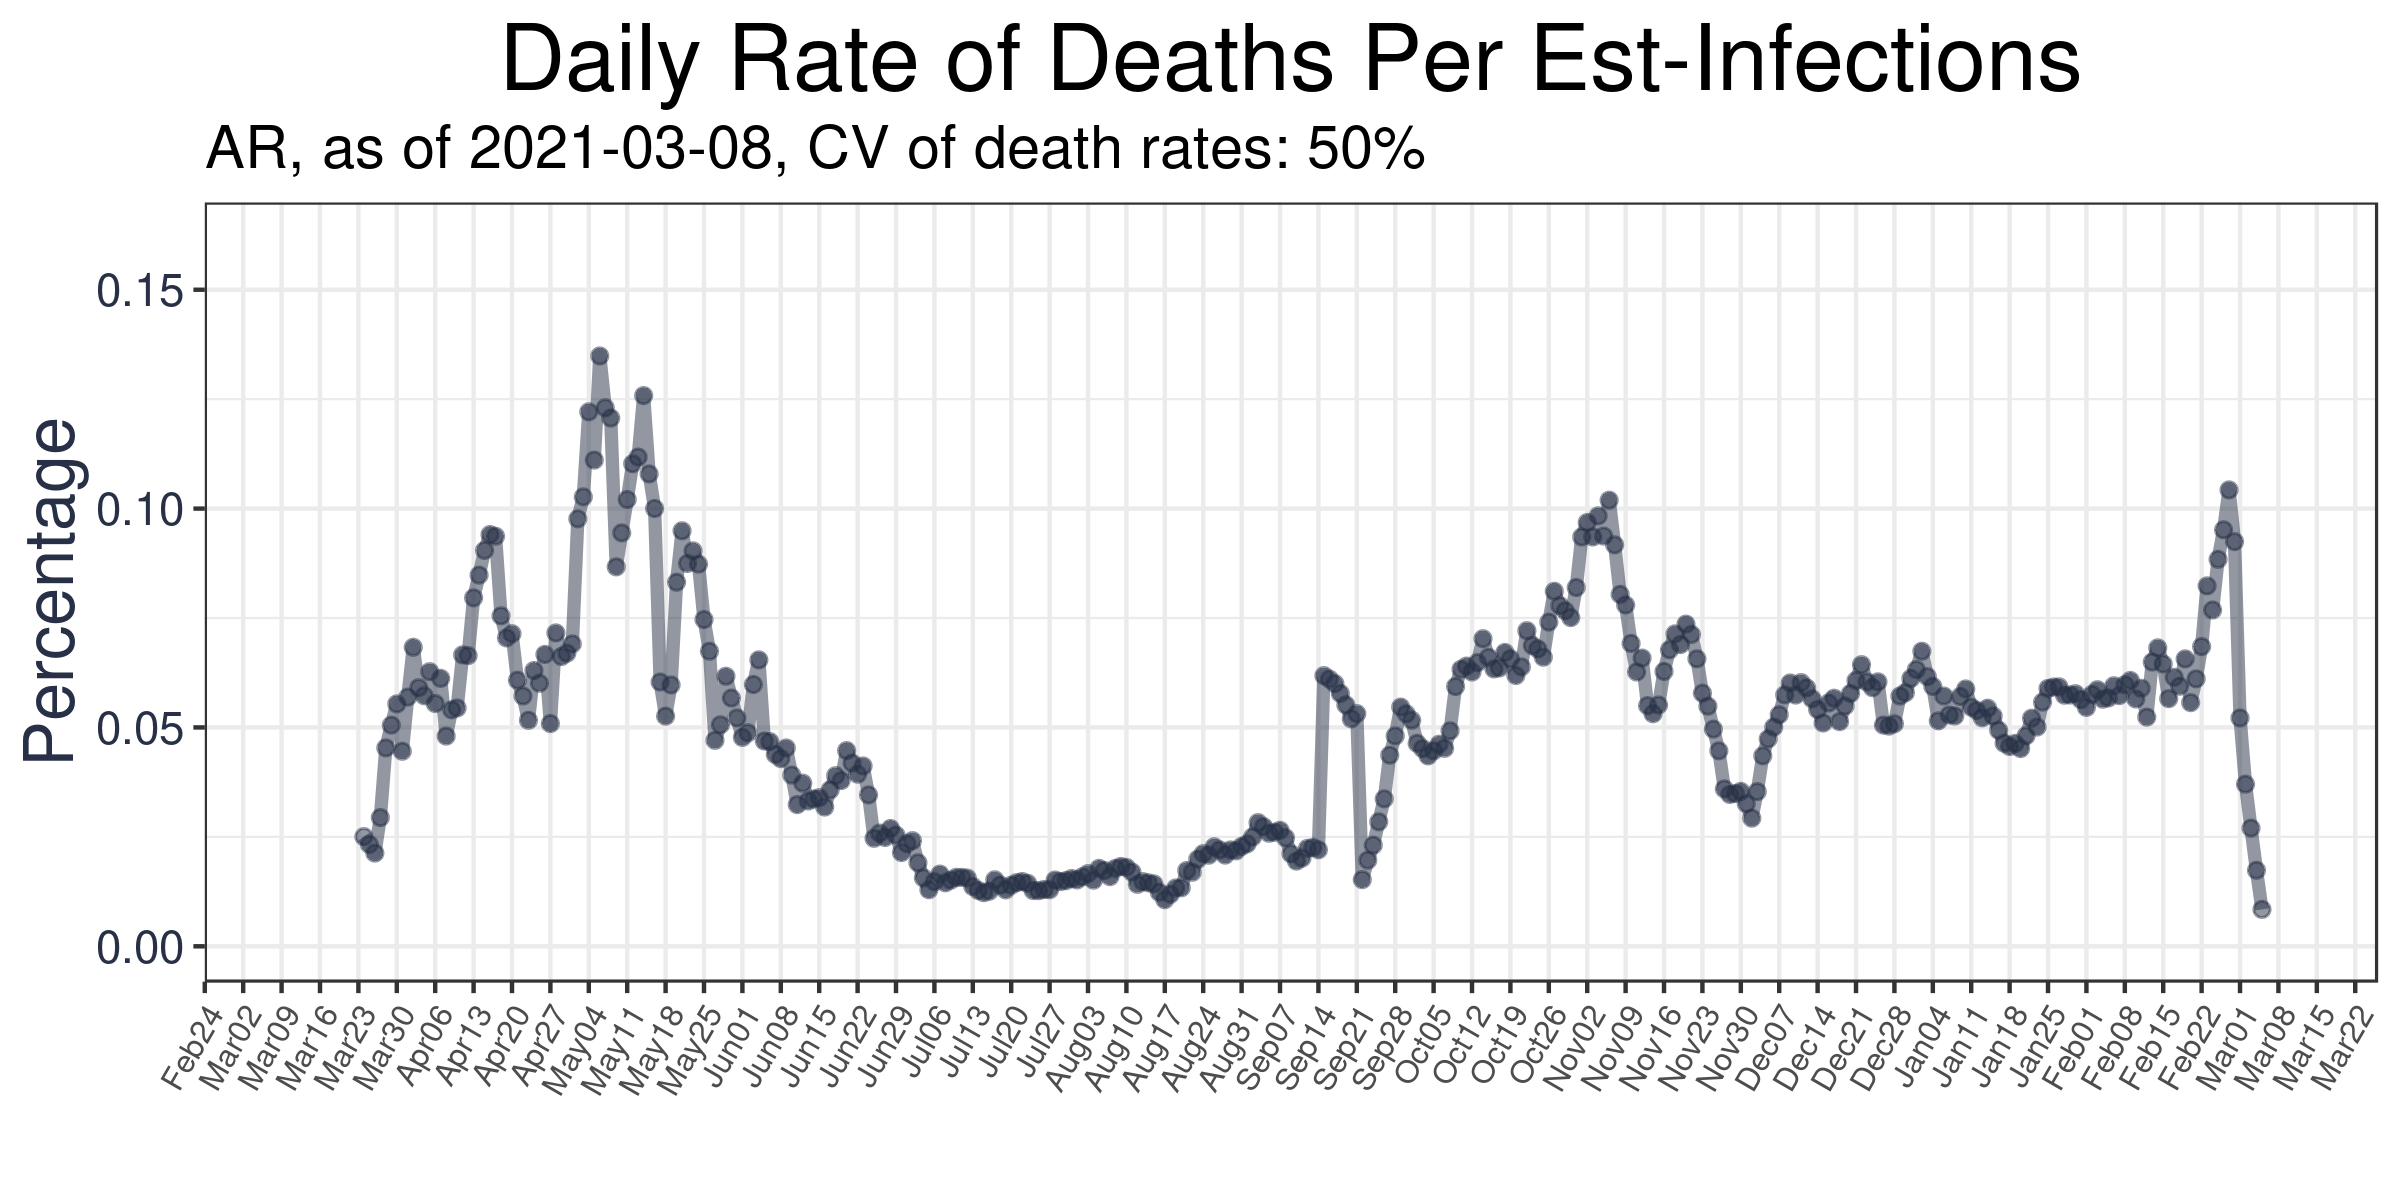 Daily Rate of Deaths Per Est-Infections
AR, as of 2021-03-08, CV of death rates: 50%
Percentage
0.15
0.10
0.05
0.00
Feb24
Mar02
Mar09
Mar16
Mar23
Mar30
Apr06
Apr13
Apr20
Apr27
May04
May11
May18
May25
Jun01
Jun08
Jun15
Jun22
Jun29
Jul06
Jul13
Jul20
Jul27
Aug03
Aug10
Aug17
Aug24
Aug31
Sep07
Sep14
Sep21
Sep28
Oct05
Oct12
Oct19
Oct26
Nov02
Nov09
Nov16
Nov23
Nov30
Dec07
Dec14
Dec21
Dec28
Jan04
Jan11
Jan18
Jan25
Feb01
Feb08
Feb15
Feb22
Mar01
Mar08
Mar15
Mar22